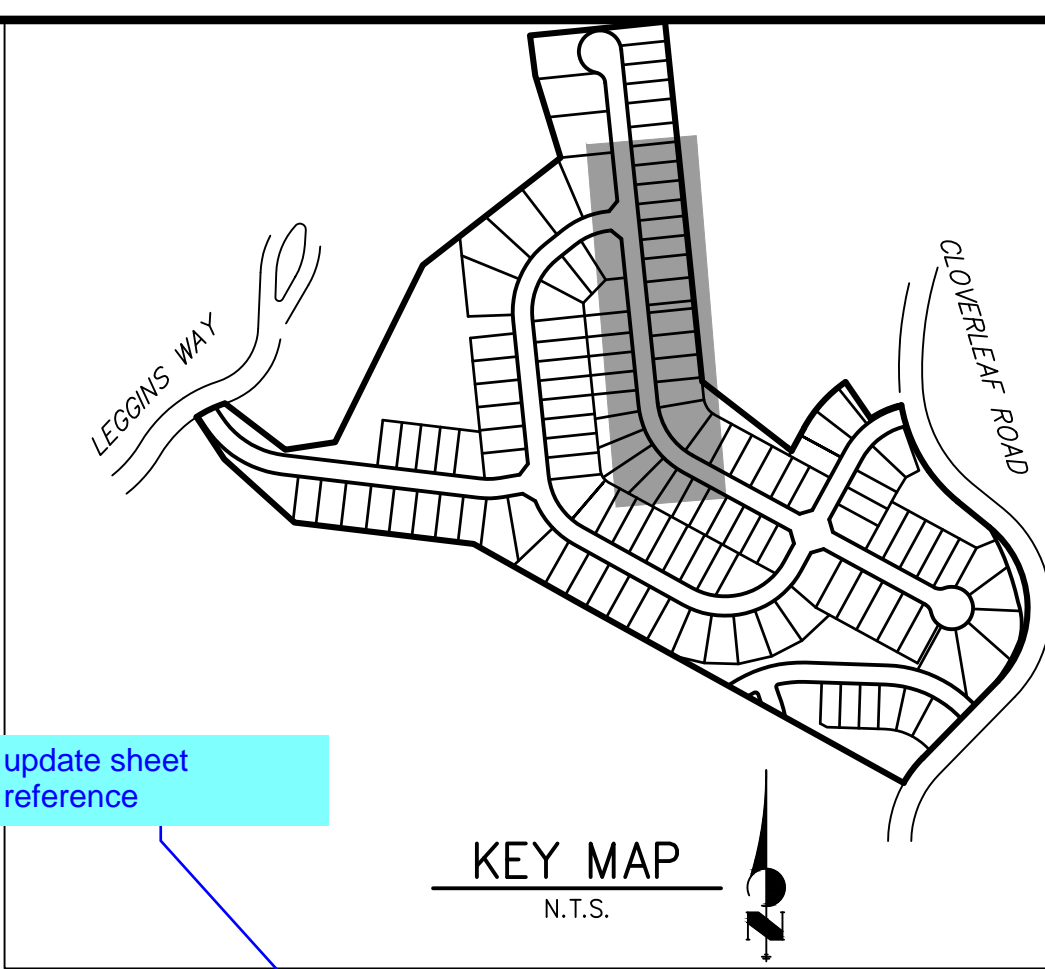 LEGGINS WAY
CLOVERLEAF ROAD
update sheet
reference
KEY MAP
N.T.S.
N